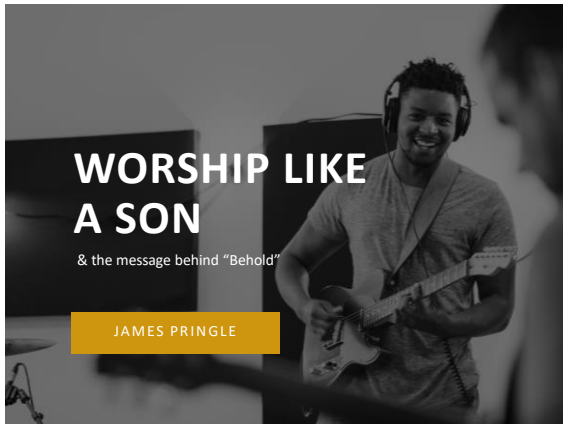 WORSHIP LIKE
A SON
& the message behind “Behold”
JAMES PRINGLE